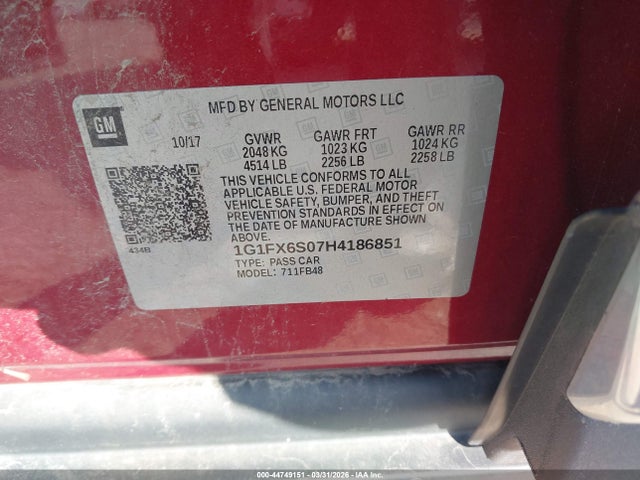 MFD BY GENERAL MOTORS LLC
GM
10/17 GVWR GAWR FRT GAWR RR
2048 KG 1023 KG 1024 KG
4514 LB 2256 LB 2258 LB
THIS VEHICLE CONFORMS TO ALL
APPLICABLE U.S. FEDERAL MOTOR
VEHICLE SAFETY, BUMPER, AND THEFT
PREVENTION STANDARDS IN EFFECT ON
THE DATE OF MANUFACTURE SHOWN
ABOVE.
434B
1G1FX6S07H4186851
TYPE: PASS CAR
MODEL: 711FB48
000-44749151 - 03/31/2026 - IAA Inc.